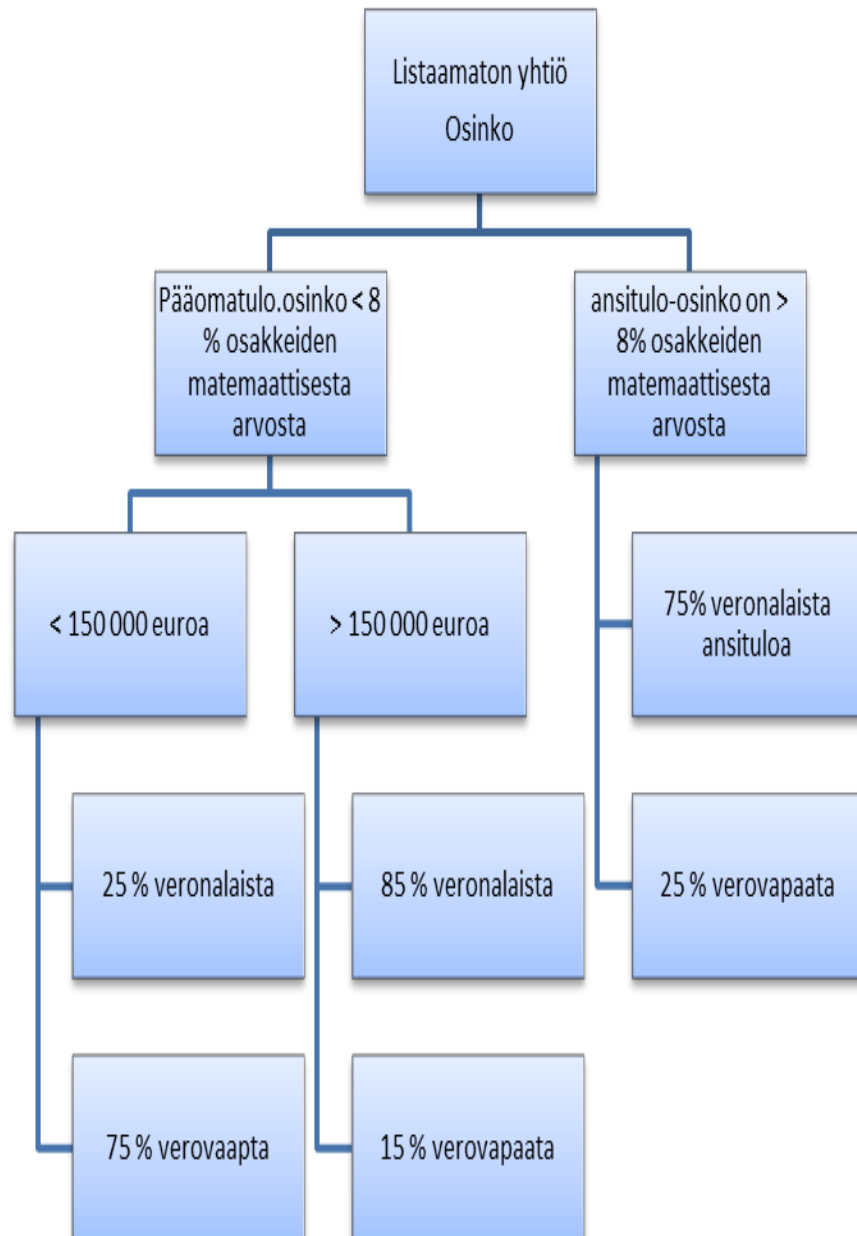 Listaamaton yhtiö
Osinko
Pääomatulo.osinko < 8
% osakkeiden
matemaattisesta
arvosta
ansitulo-osinko on >
8% osakkeiden
matemaattisesta
arvosta
< 150 000 euroa
> 150 000 euroa
75% veronalaista
ansituloa
25 % veronalaista
85 % veronalaista
25 % verovapaata
75 % verovaapta
15 % verovapaata